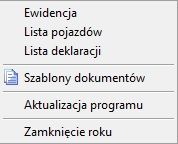 Ewidencja
Lista pojazdów
Lista deklaracji
Szablony dokumentów
Aktualizacja programu
Zamknięcie roku